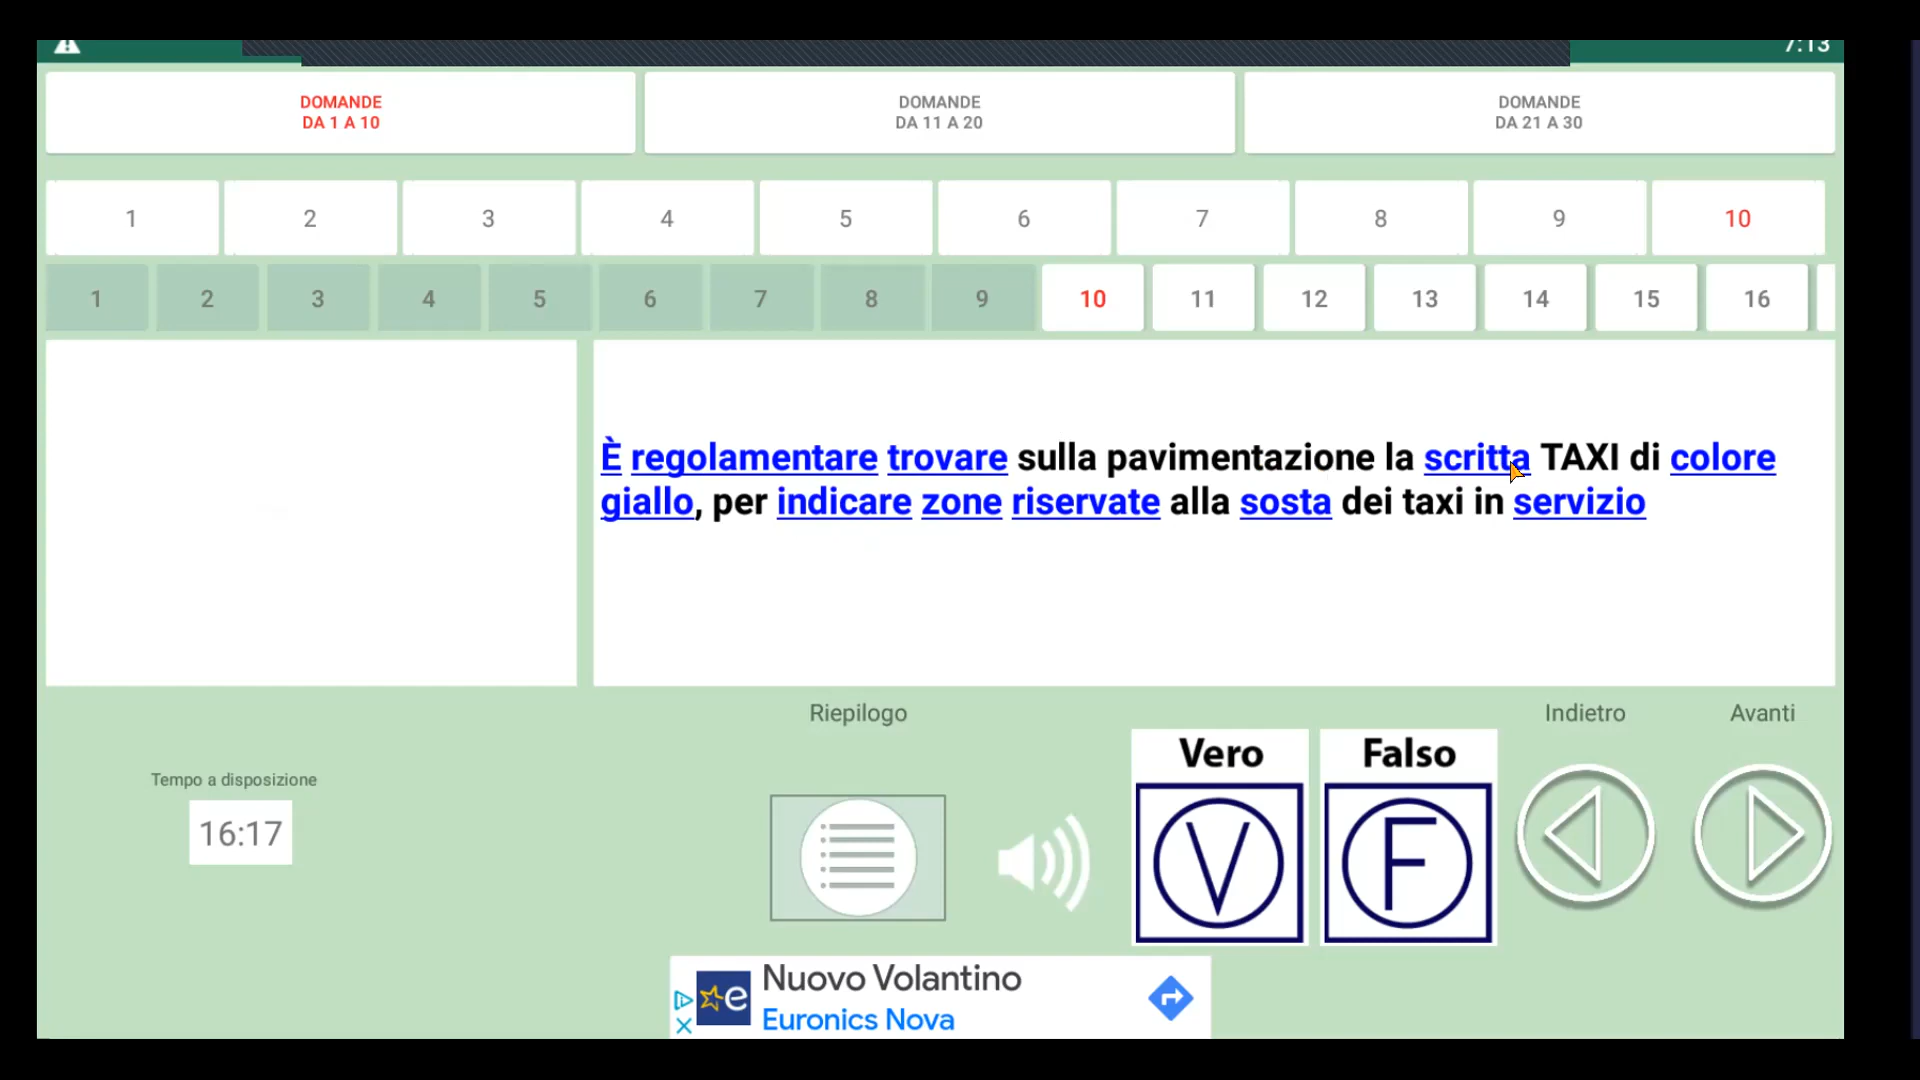 7:13
DOMANDE
DA 1 A 10
DOMANDE
DA 11 A 20
DOMANDE
DA 21 A 30
1 2 3 4 5 6 7 8 9 10
1 2 3 4 5 6 7 8 9 10 11 12 13 14 15 16
È regolamentare trovare sulla pavimentazione la scritta TAXI di colore
giallo, per indicare zone riservate alla sosta dei taxi in servizio
Riepilogo
Indietro
Avanti
Vero
Falso
Tempo a disposizione
16:17
V
F
Nuovo Volantino
Euronics Nova
e